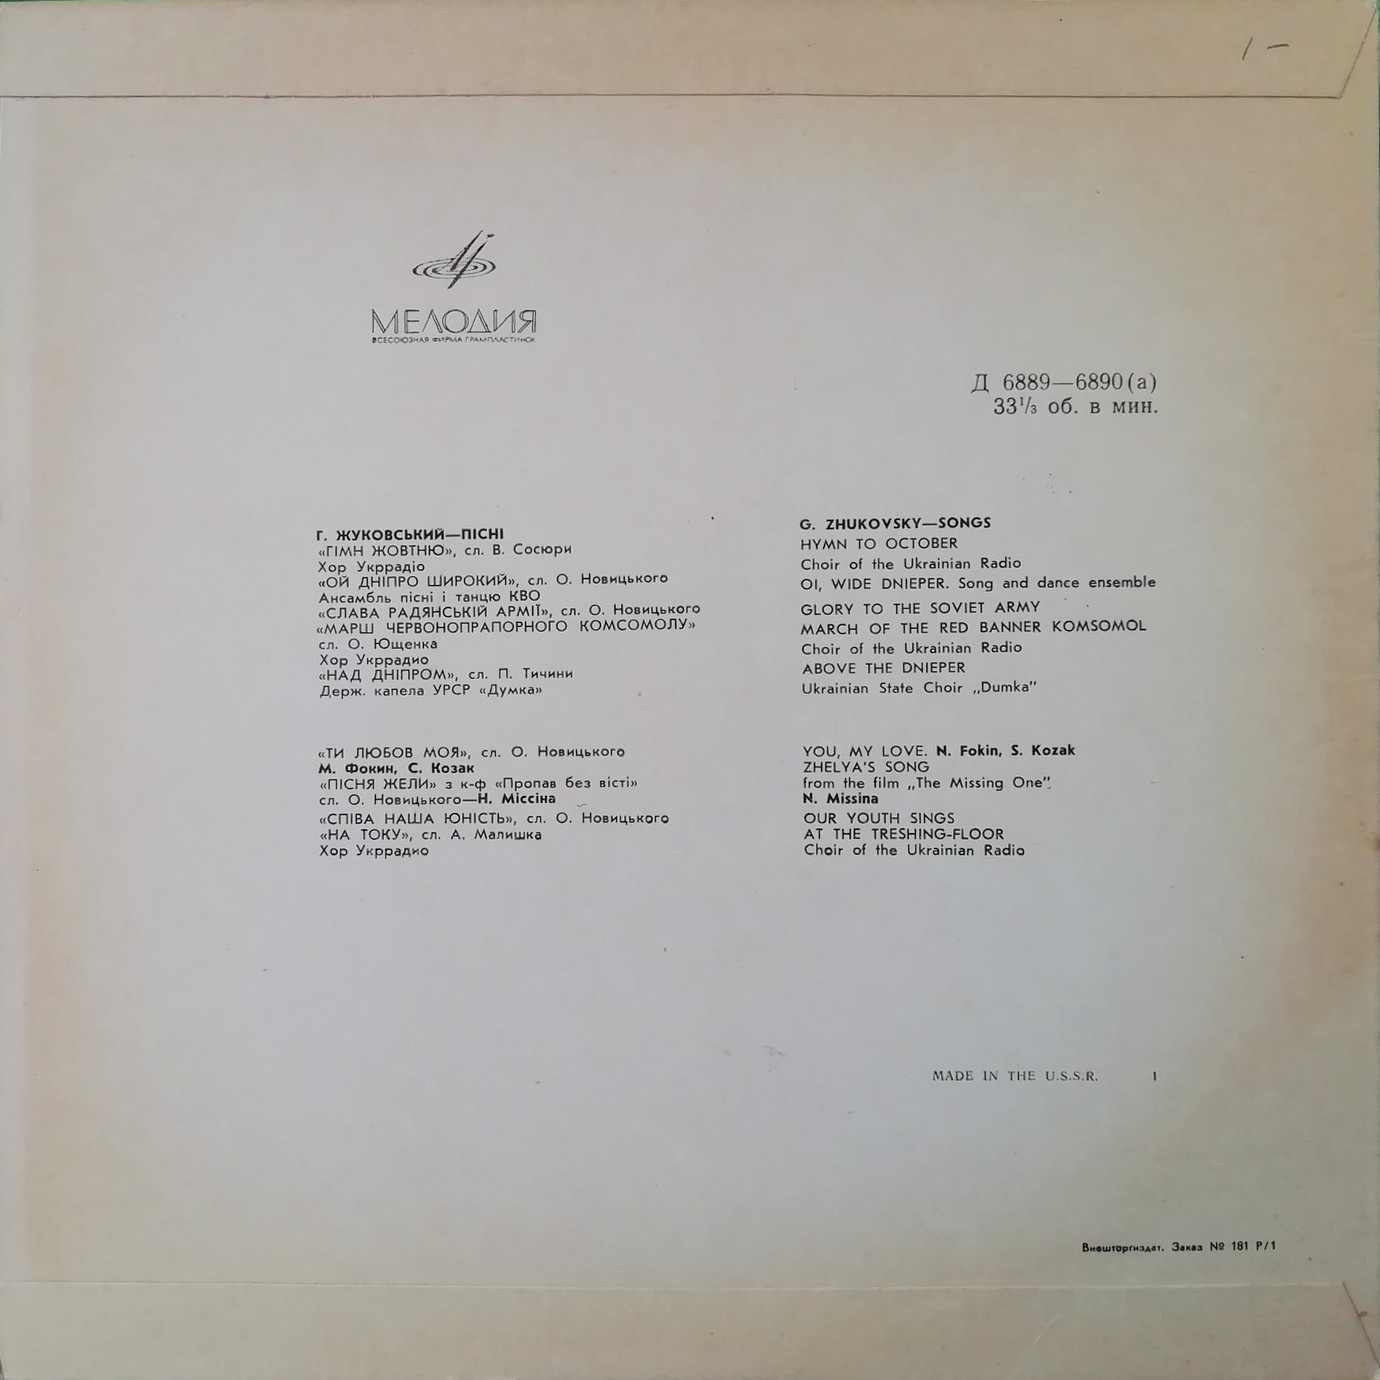 1 –
МЕЛОДИЯ
ВСЕСОЮЗНАЯ ФИРМА ГРАМПЛАСТИНОК
Д 6889—6890(а)
33⅓ об. в мин.
Г. ЖУКОВСЬКИЙ—ПІСНІ
«ГІМН ЖОВТНЮ», сл. В. Сосюри
Хор Укррадіо
«ОЙ ДНІПРО ШИРОКИЙ», сл. О. Новицького
Ансамбль пісні і танцю КВО
«СЛАВА РАДЯНСЬКІЙ АРМІЇ», сл. О. Новицького
«МАРШ ЧЕРВОНОПРАПОРНОГО КОМСОМОЛУ»
сл. О. Ющенка
Хор Укррадио
«НАД ДНІПРОМ», сл. П. Тичини
Держ. капела УРСР «Думка»
«ТИ ЛЮБОВ МОЯ», сл. О. Новицького
М. Фокин, С. Козак
«ПІСНЯ ЖЕЛИ» з к-ф «Пропав без вісті»
сл. О. Новицького—Н. Міссіна
«СПІВА НАША ЮНІСТЬ», сл. О. Новицького
«НА ТОКУ», сл. А. Малишка
Хор Укррадио
G. ZHUKOVSKY—SONGS
HYMN TO OCTOBER
Choir of the Ukrainian Radio
OI, WIDE DNIEPER. Song and dance ensemble
GLORY TO THE SOVIET ARMY
MARCH OF THE RED BANNER KOMSOMOL
Choir of the Ukrainian Radio
ABOVE THE DNIEPER
Ukrainian State Choir „Dumka"
YOU, MY LOVE. N. Fokin, S. Kozak
ZHELYA'S SONG
from the film „The Missing One".
N. Missina
OUR YOUTH SINGS
AT THE TRESHING-FLOOR
Choir of the Ukrainian Radio
MADE IN THE U.S.S.R. 1
Внешторгиздат. Заказ № 181 Р/1